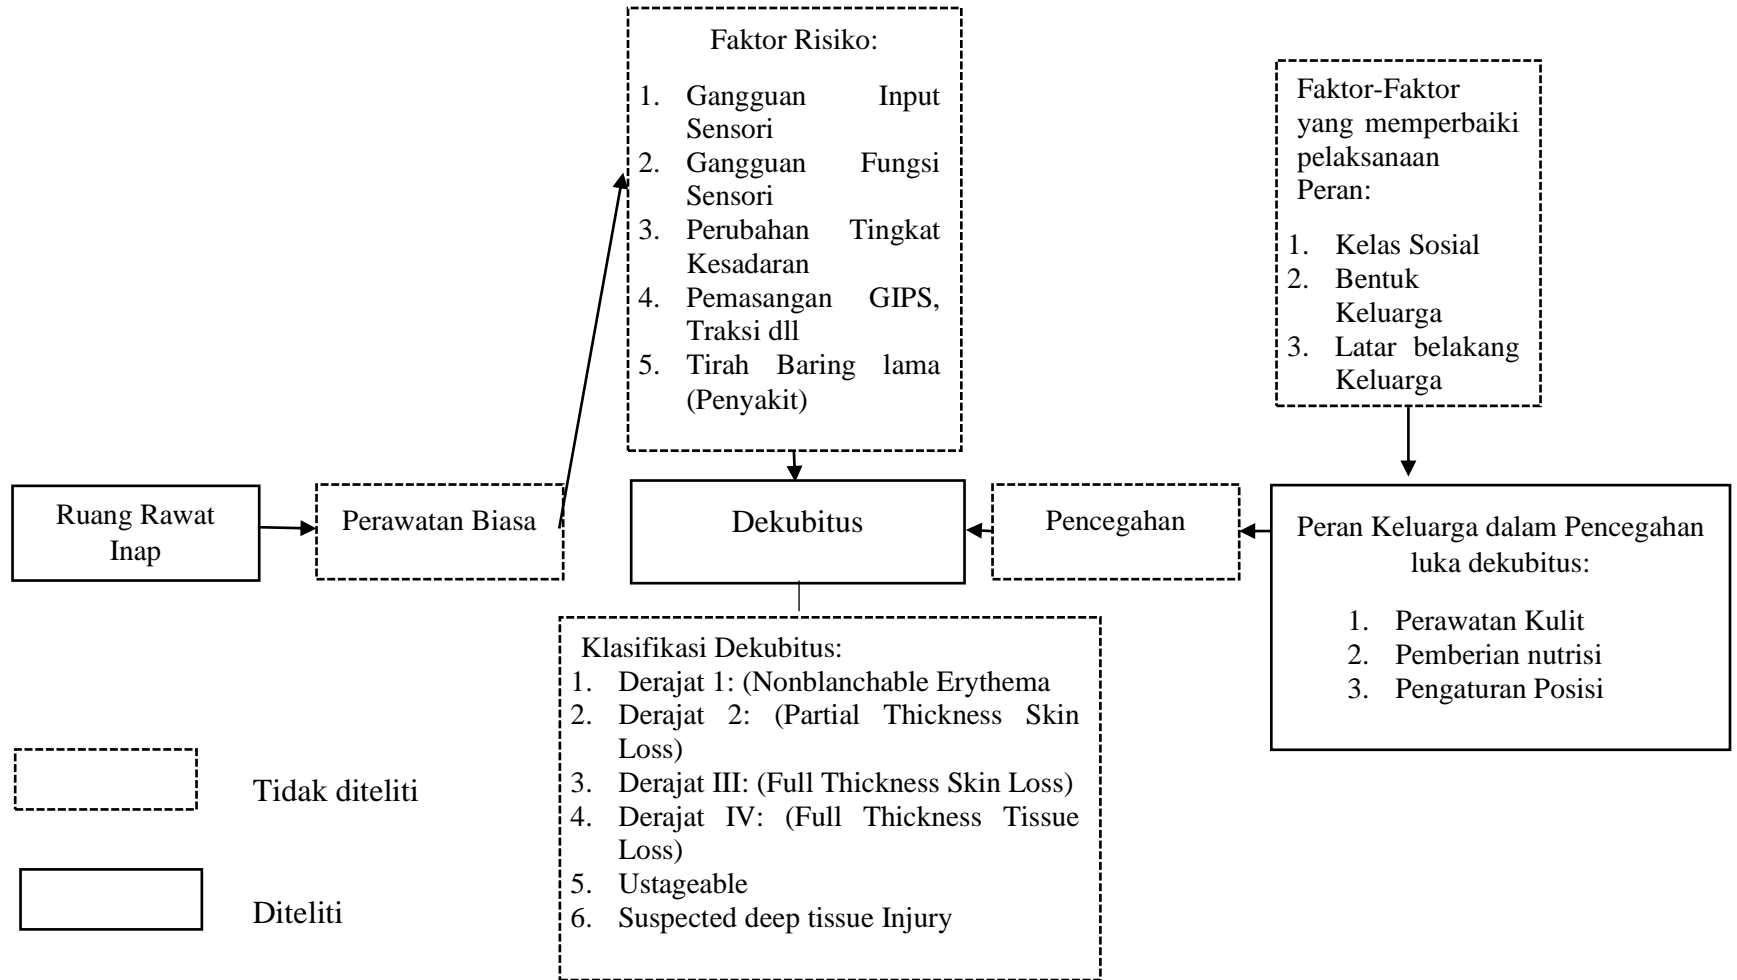 Faktor Risiko:
1. Gangguan Input
Sensori
2. Gangguan Fungsi
Sensori
3. Perubahan Tingkat
Kesadaran
4. Pemasangan GIPS,
Traksi dll
5. Tirah Baring lama
(Penyakit)
Faktor-Faktor
yang memperbaiki
pelaksanaan
Peran:
1. Kelas Sosial
2. Bentuk
Keluarga
3. Latar belakang
Keluarga
Ruang Rawat
Inap
Perawatan Biasa
Dekubitus
Pencegahan
Peran Keluarga dalam Pencegahan
luka dekubitus:
1. Perawatan Kulit
2. Pemberian nutrisi
3. Pengaturan Posisi
Klasifikasi Dekubitus:
1. Derajat 1: (Nonblanchable Erythema
2. Derajat 2: (Partial Thickness Skin
Loss)
3. Derajat III: (Full Thickness Skin Loss)
4. Derajat IV: (Full Thickness Tissue
Loss)
5. Ustageable
6. Suspected deep tissue Injury
Tidak diteliti
Diteliti